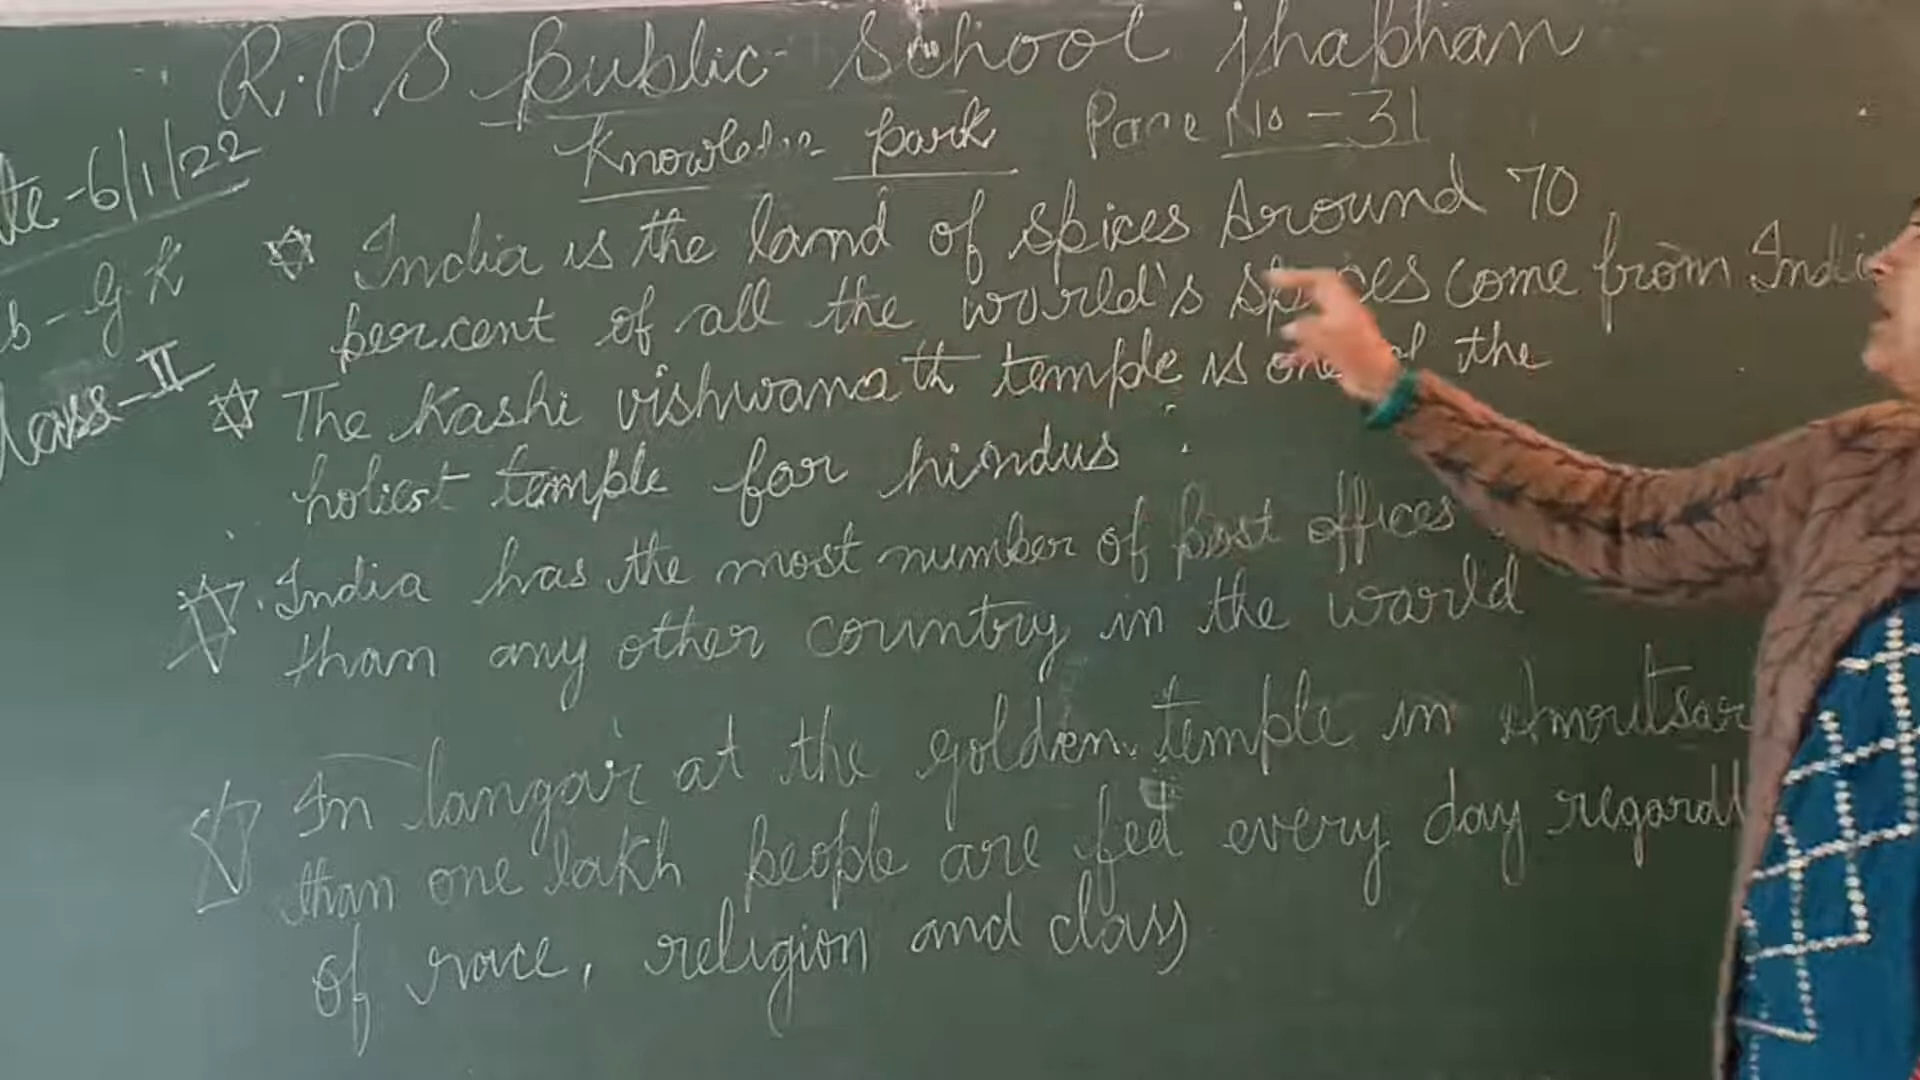 R.P.S public School jhabhan
Knowledge park Page No - 31
Date - 6/1/22
Sub - G K
Class - II
India is the land of spices Around 70
percent of all the world's spices come from India
The Kashi vishwanath temple is one of the
holiest temple for hindus
India has the most number of post offices
than any other country in the world
In langar at the golden temple in Amritsar
than one lakh people are fed every day
of race, religion and class